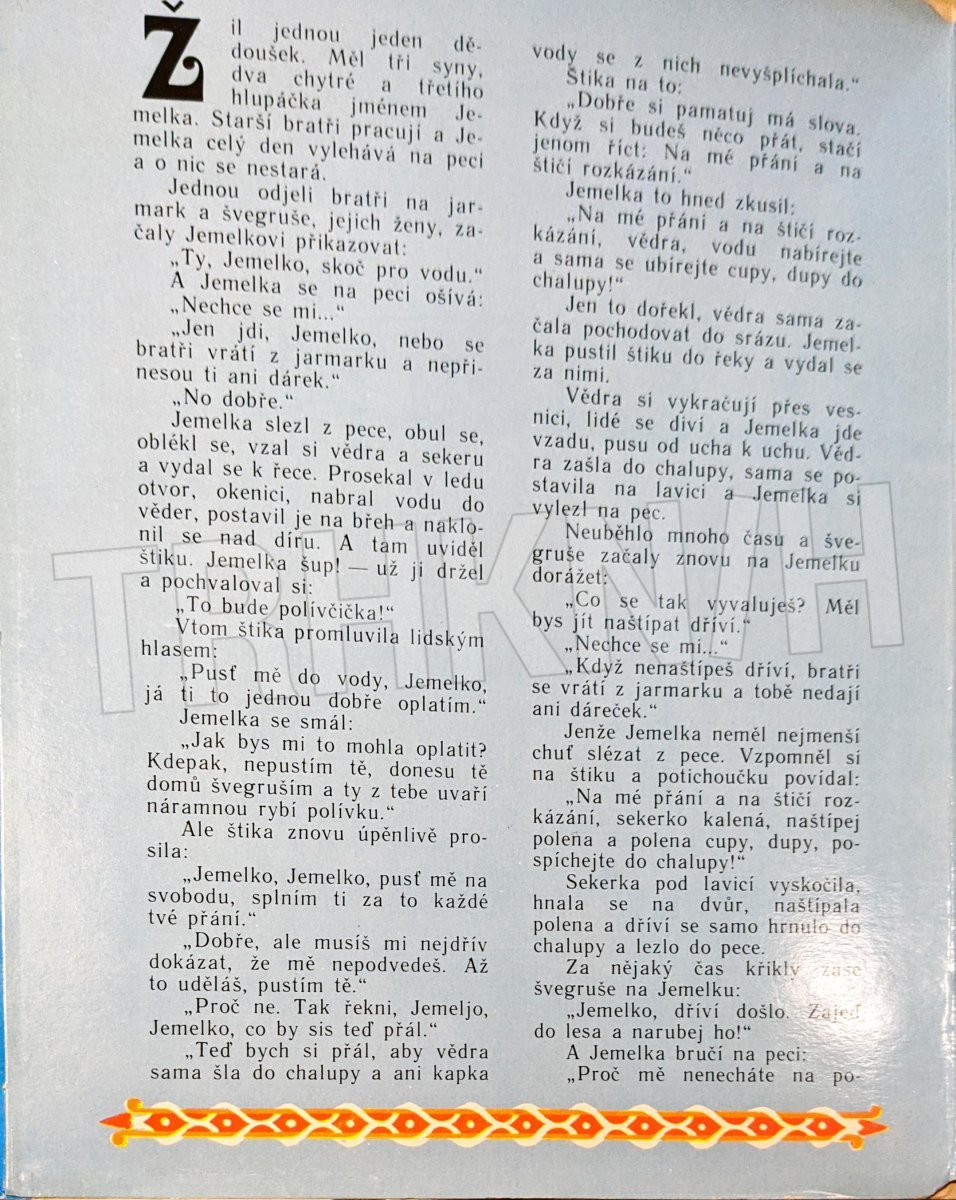 Žil jednou jeden dě-
doušek. Měl tři syny,
dva chytré a třetího
hlupáčka jménem Je-
melka. Starší bratři pracují a Je-
melka celý den vylehává na peci
a o nic se nestará.
Jednou odjeli bratři na jar-
mark a švegruše, jejich ženy, za-
čaly Jemelkovi přikazovat:
„Ty, Jemelko, skoč pro vodu.“
A Jemelka se na peci ošívá:
„Nechce se mi...“
„Jen jdi, Jemelko, nebo se
bratři vrátí z jarmarku a nepři-
nesou ti ani dárek.“
„No dobře.“
Jemelka slezl z pece, obul se,
oblékl se, vzal si vědra a sekeru
a vydal se k řece. Prosekal v ledu
otvor, okenici, nabral vodu do
věder, postavil je na břeh a naklo-
nil se nad díru. A tam uviděl
štiku. Jemelka šup! — už ji držel
a pochvaloval si:
„To bude polívčička!“
Vtom štika promluvila lidským
hlasem:
„Pusť mě do vody, Jemelko,
já ti to jednou dobře oplatím.“
Jemelka se smál:
„Jak bys mi to mohla oplatit?
Kdepak, nepustím tě, donesu tě
domů švegruším a ty z tebe uvaří
náramnou rybí polívku.“
Ale štika znovu úpěnlivě pro-
sila:
„Jemelko, Jemelko, pusť mě na
svobodu, splním ti za to každé
tvé přání.“
„Dobře, ale musíš mi nejdřív
dokázat, že mě nepodvedeš. Až
to uděláš, pustím tě.“
„Proč ne. Tak řekni, Jemeljo,
Jemelko, co by sis teď přál.“
„Teď bych si přál, aby vědra
sama šla do chalupy a ani kapka
vody se z nich nevyšplíchala.“
Štika na to:
„Dobře si pamatuj má slova.
Když si budeš něco přát, stačí
jenom říct: Na mé přání a na
štičí rozkázání.“
Jemelka to hned zkusil:
„Na mé přání a na štičí roz-
kázání, vědra, vodu nabírejte
a sama se ubírejte cupy, dupy do
chalupy!“
Jen to dořekl, vědra sama za-
čala pochodovat do srázu. Jemel-
ka pustil štiku do řeky a vydal se
za nimi.
Vědra si vykračují přes ves-
nici, lidé se diví a Jemelka jde
vzadu, pusu od ucha k uchu. Věd-
ra zašla do chalupy, sama se po-
stavila na lavici a Jemelka si
vylezl na pec.
Neuběhlo mnoho času a šve-
gruše začaly znovu na Jemelku
dorážet:
„Co se tak vyvaluješ? Měl
bys jít naštípat dříví.“
„Nechce se mi...“
„Když nenaštípeš dříví, bratři
se vrátí z jarmarku a tobě nedají
ani dáreček.“
Jenže Jemelka neměl nejmenší
chuť slézat z pece. Vzpomněl si
na štiku a potichoučku povídal:
„Na mé přání a na štičí roz-
kázání, sekerko kalená, naštípej
polena a polena cupy, dupy, po-
spíchejte do chalupy!“
Sekerka pod lavicí vyskočila,
hnala se na dvůr, naštípala
polena a dříví se samo hrnulo do
chalupy a lezlo do pece.
Za nějaký čas křikly zase
švegruše na Jemelku:
„Jemelko, dříví došlo. Zajeď
do lesa a narubej ho!“
A Jemelka bručí na peci:
„Proč mě nenecháte na po-
TRHKNIH